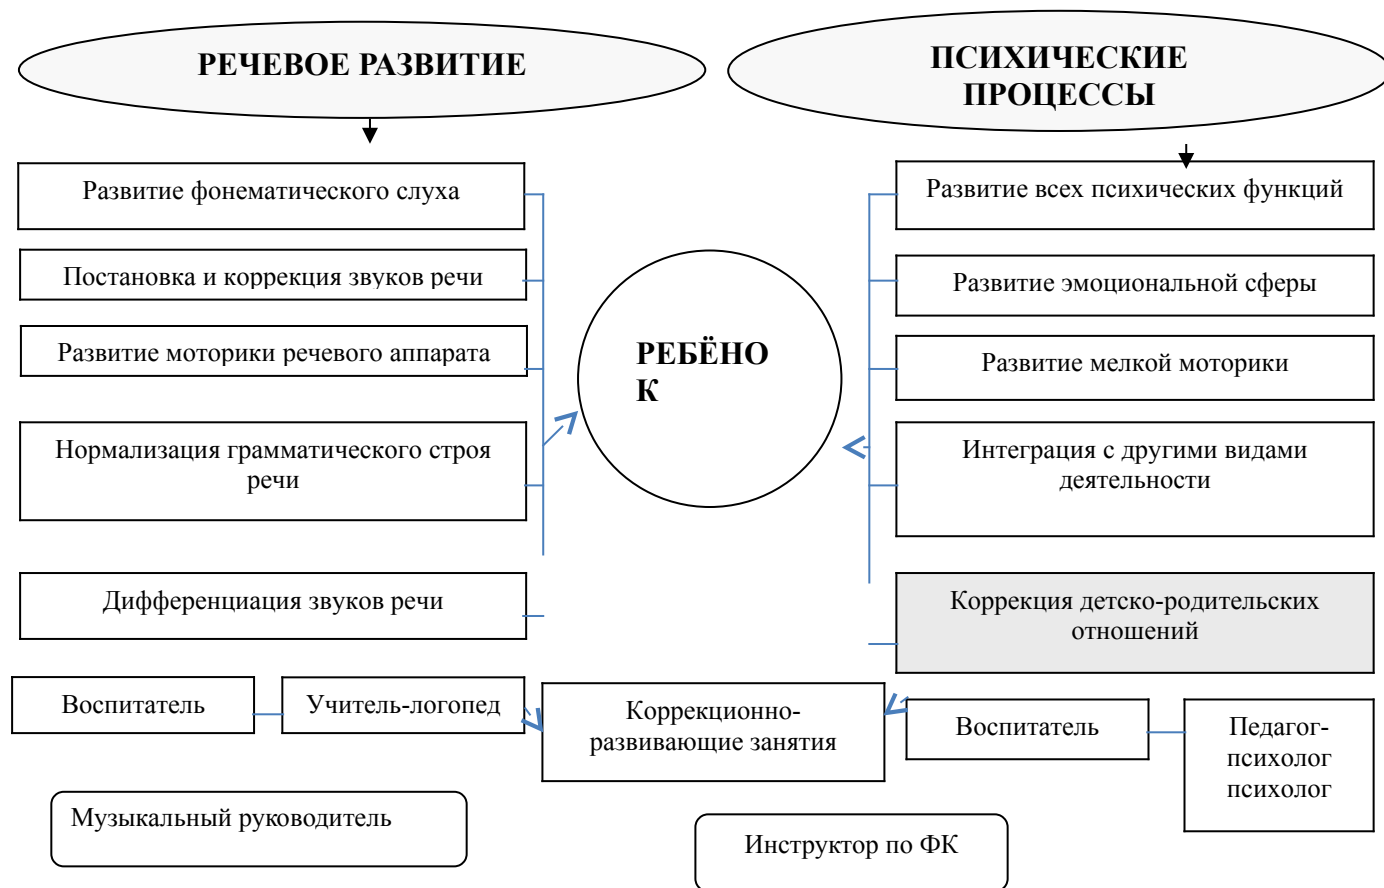 РЕЧЕВОЕ РАЗВИТИЕ
ПСИХИЧЕСКИЕ
ПРОЦЕССЫ
Развитие фонематического слуха
Постановка и коррекция звуков речи
Развитие моторики речевого аппарата
Нормализация грамматического строя
речи
Дифференциация звуков речи
РЕБЁНО
К
Развитие всех психических функций
Развитие эмоциональной сферы
Развитие мелкой моторики
Интеграция с другими видами
деятельности
Коррекция детско-родительских
отношений
Воспитатель
Учитель-логопед
Коррекционно-
развивающие занятия
Воспитатель
Педагог-
психолог
психолог
Музыкальный руководитель
Инструктор по ФК